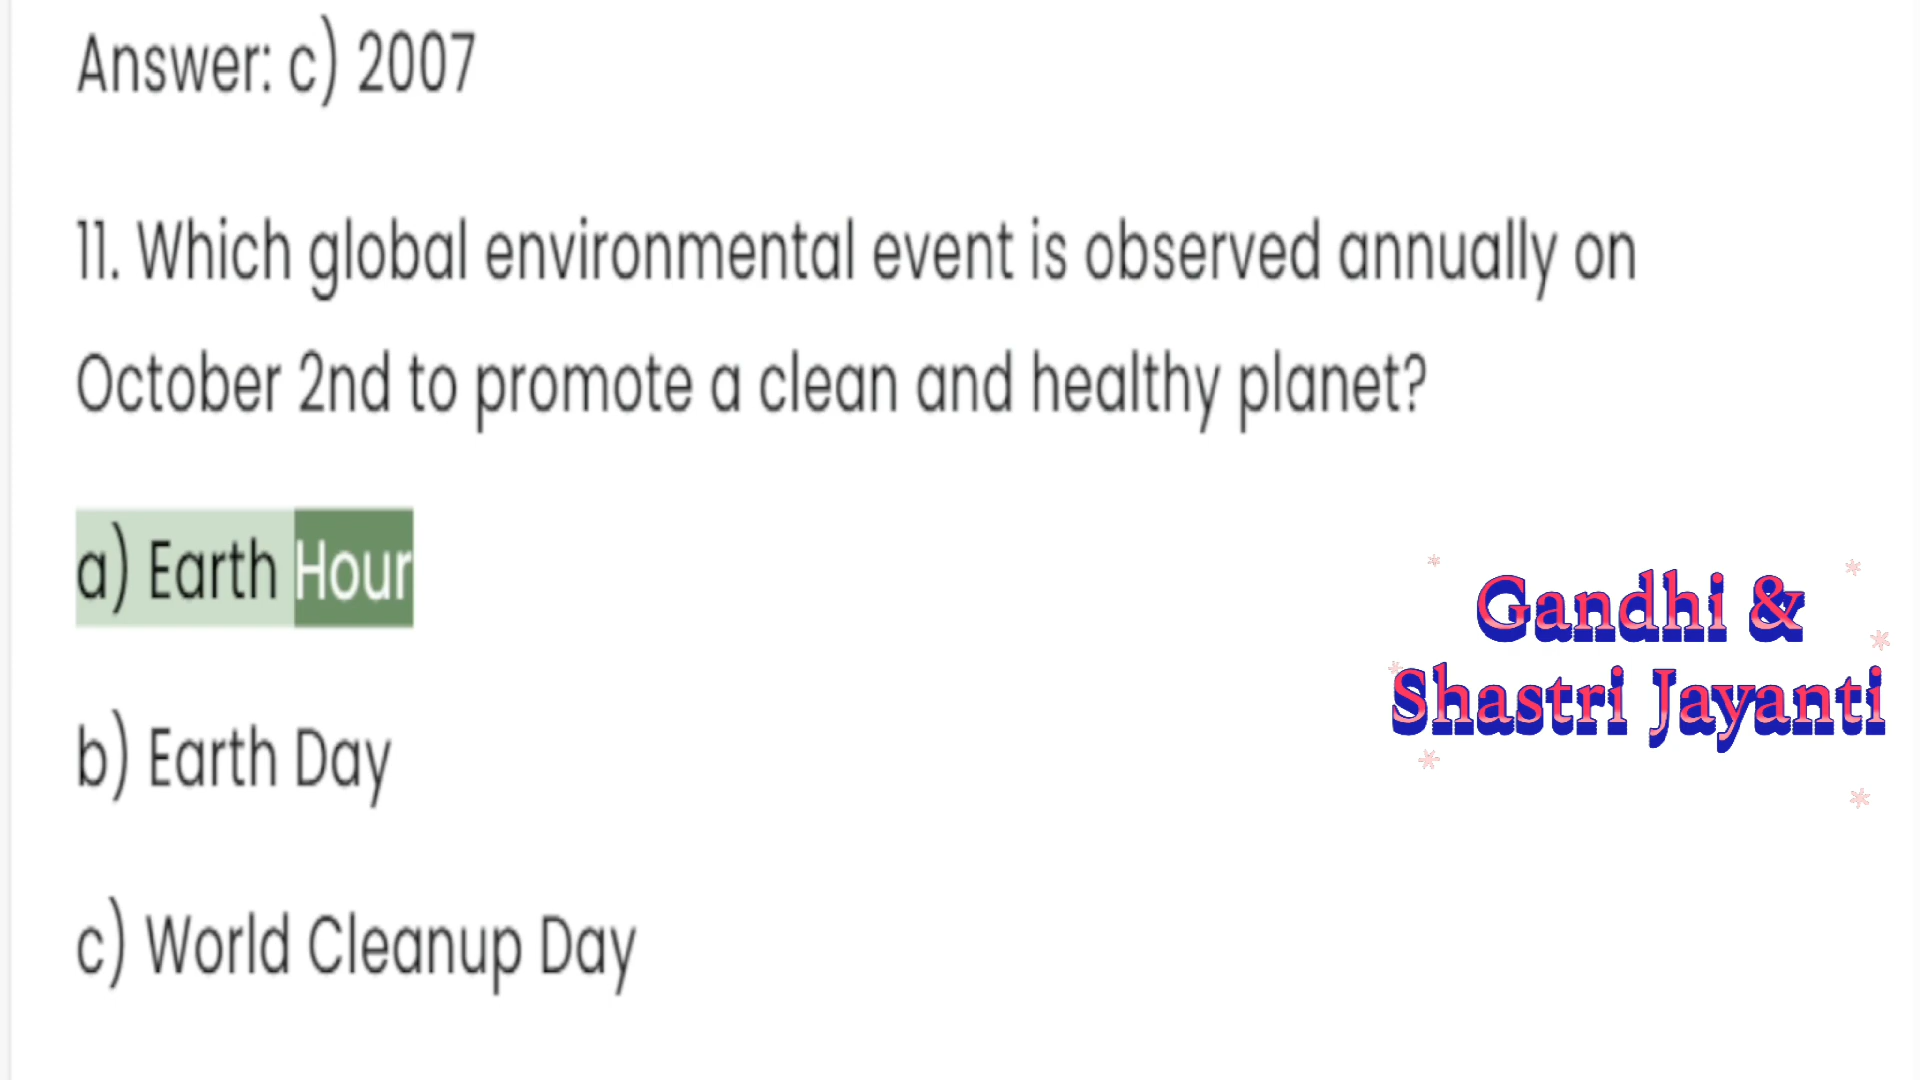 Answer: c) 2007
11. Which global environmental event is observed annually on
October 2nd to promote a clean and healthy planet?
a) Earth Hour
b) Earth Day
c) World Cleanup Day
Gandhi &
Shastri Jayanti